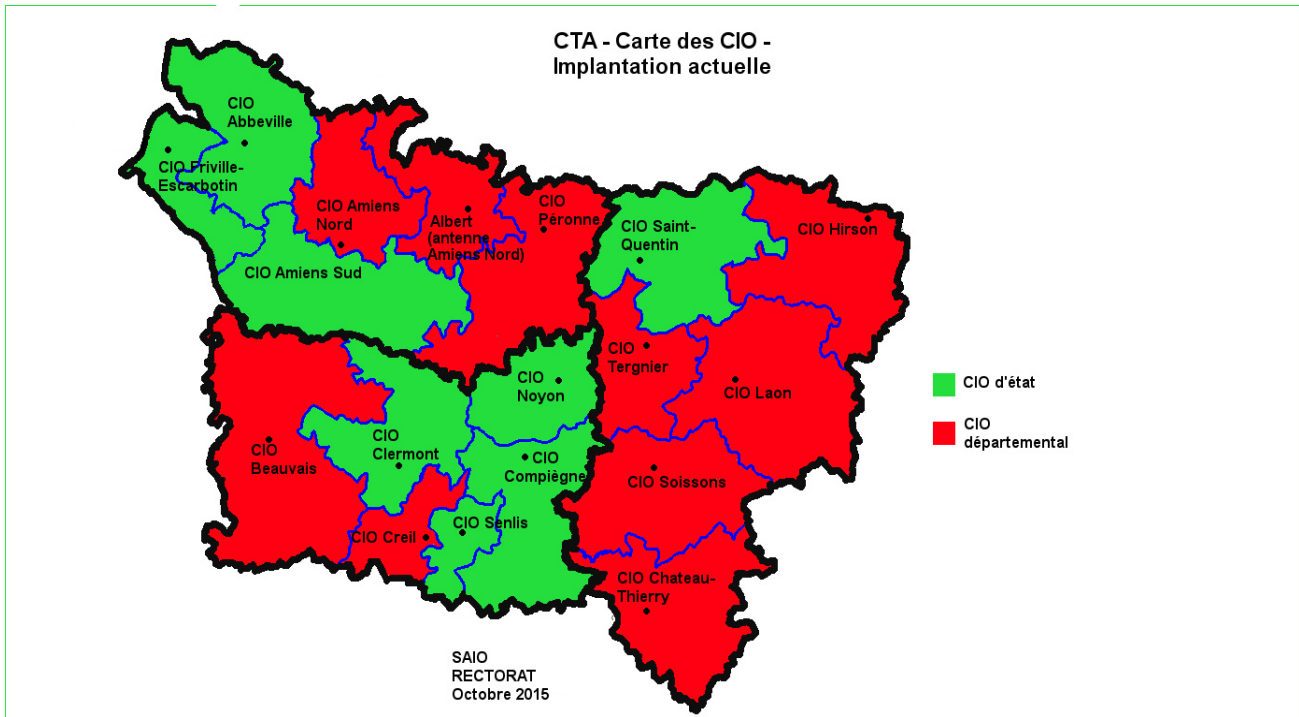 CTA - Carte des CIO -
Implantation actuelle
CIO
Abbeville
CIO Friville-
Escarbotin
CIO Amiens
Nord
Albert
(antenne
Amiens Nord)
CIO
Péronne
CIO Saint-
Quentin
CIO Hirson
CIO Amiens Sud
CIO
Tergnier
CIO Laon
CIO
Noyon
CIO
Beauvais
CIO
Clermont
CIO
Compiègne
CIO Soissons
CIO Creil
CIO Senlis
CIO Chateau-
Thierry
CIO d'état
CIO
départemental
SAIO
RECTORAT
Octobre 2015